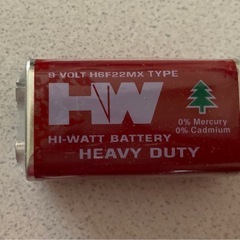 9 VOLT H6F22MX TYPE
HW
0% Mercury
0% Cadmium
HI-WATT BATTERY
HEAVY DUTY